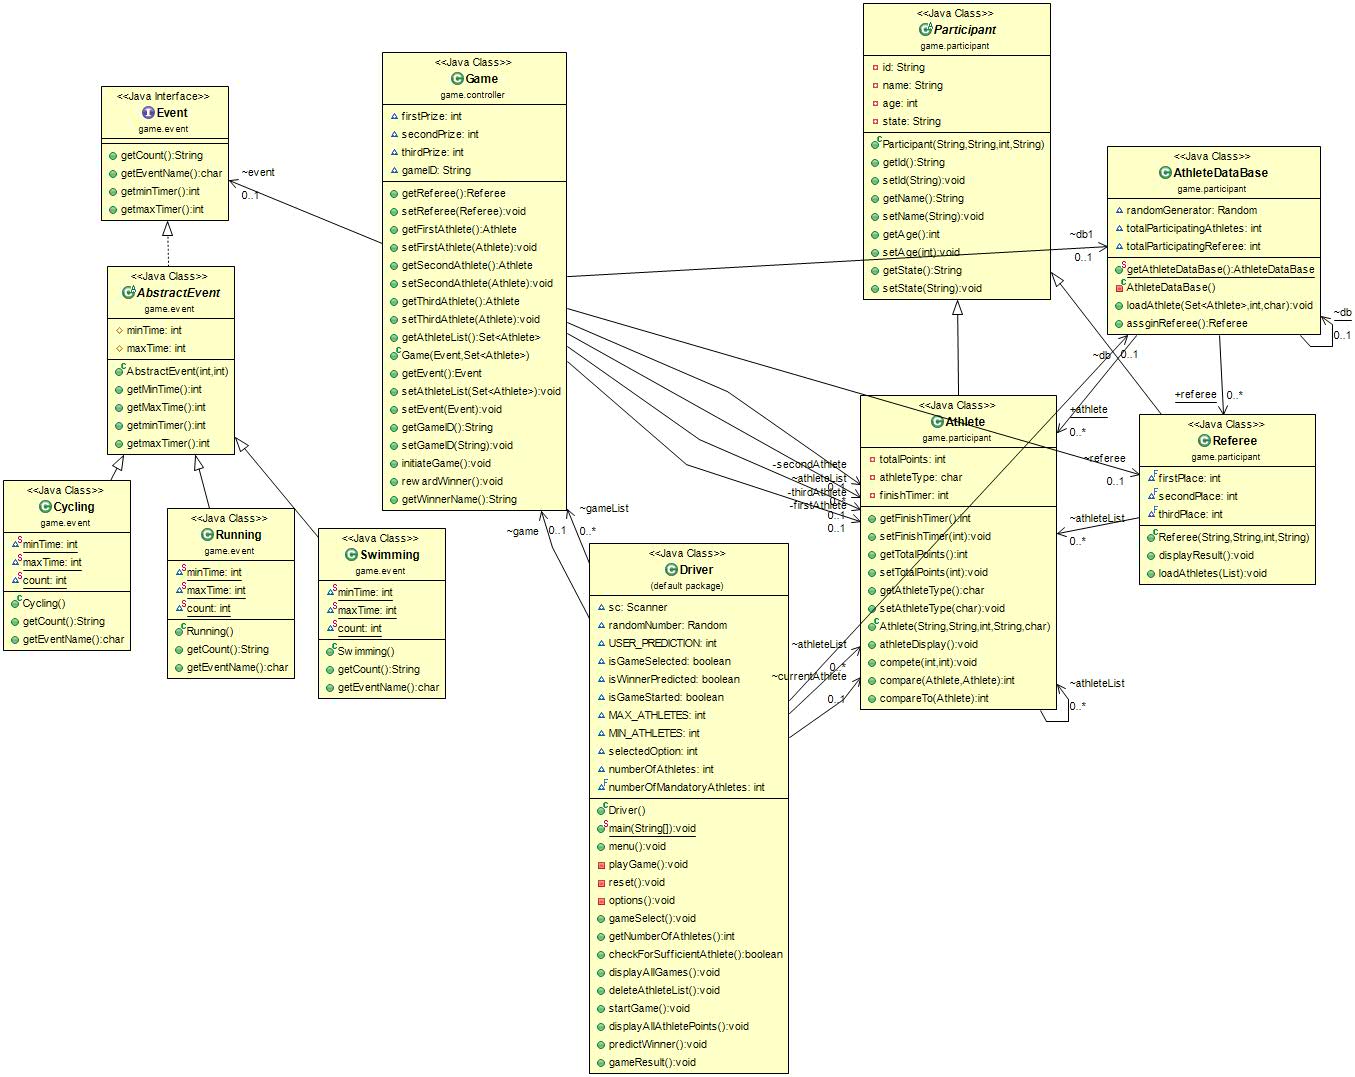 <<Java Interface>>
Event
game.event
getCount():String
getEventName():char
getminTimer():int
getmaxTimer():int
<<Java Class>>
AbstractEvent
game.event
minTime: int
maxTime: int
AbstractEvent(int,int)
getMinTime():int
getMaxTime():int
getminTimer():int
getmaxTimer():int
<<Java Class>>
Cycling
game.event
minTime: int
maxTime: int
count: int
Cycling()
getCount():String
getEventName():char
<<Java Class>>
Running
game.event
minTime: int
maxTime: int
count: int
Running()
getCount():String
getEventName():char
<<Java Class>>
Swimming
game.event
minTime: int
maxTime: int
count: int
Swimming()
getCount():String
getEventName():char
~event
0..1
<<Java Class>>
Game
game.controller
firstPrize: int
secondPrize: int
thirdPrize: int
gameID: String
getReferee():Referee
setReferee(Referee):void
getFirstAthlete():Athlete
setFirstAthlete(Athlete):void
getSecondAthlete():Athlete
setSecondAthlete(Athlete):void
getThirdAthlete():Athlete
setThirdAthlete(Athlete):void
getAthleteList():Set<Athlete>
Game(Event,Set<Athlete>)
getEvent():Event
setAthleteList(Set<Athlete>):void
setEvent(Event):void
getGameID():String
setGameID(String):void
initiateGame():void
rewardWinner():void
getWinnerName():String
~game
0..1
~gameList
0..*
<<Java Class>>
Driver
(default package)
sc: Scanner
randomNumber: Random
USER_PREDICTION: int
isGameSelected: boolean
isWinnerPredicted: boolean
isGameStarted: boolean
MAX_ATHLETES: int
MIN_ATHLETES: int
selectedOption: int
numberOfAthletes: int
numberOfMandatoryAthletes: int
Driver()
main(String[]):void
menu():void
playGame():void
reset():void
options():void
gameSelect():void
getNumberOfAthletes():int
checkForSufficientAthlete():boolean
displayAllGames():void
deleteAthleteList():void
startGame():void
displayAllAthletePoints():void
predictWinner():void
gameResult():void
<<Java Class>>
Participant
game.participant
id: String
name: String
age: int
state: String
Participant(String,String,int,String)
getId():String
setId(String):void
getName():String
setName(String):void
getAge():int
setAge(int):void
getState():String
setState(String):void
<<Java Class>>
AthleteDataBase
game.participant
randomGenerator: Random
totalParticipatingAthletes: int
totalParticipatingReferee: int
getAthleteDataBase():AthleteDataBase
AthleteDataBase()
loadAthlete(Set<Athlete>,int,char):void
assginReferee():Referee
~db1
0..1
~db
0..1
~db
0..1
+athlete
0..*
+referee
0..*
<<Java Class>>
Athlete
game.participant
totalPoints: int
athleteType: char
finishTimer: int
getFinishTimer():int
setFinishTimer(int):void
getTotalPoints():int
setTotalPoints(int):void
getAthleteType():char
setAthleteType(char):void
Athlete(String,String,int,String,char)
athleteDisplay():void
compete(int,int):void
compare(Athlete,Athlete):int
compareTo(Athlete):int
-secondAthlete
0..1
~athleteList
0..*
-thirdAthlete
0..1
-firstAthlete
0..1
~athleteList
0..*
~currentAthlete
0..1
~athleteList
0..*
~referee
0..1
~athleteList
0..*
<<Java Class>>
Referee
game.participant
firstPlace: int
secondPlace: int
thirdPlace: int
Referee(String,String,int,String)
displayResult():void
loadAthletes(List):void